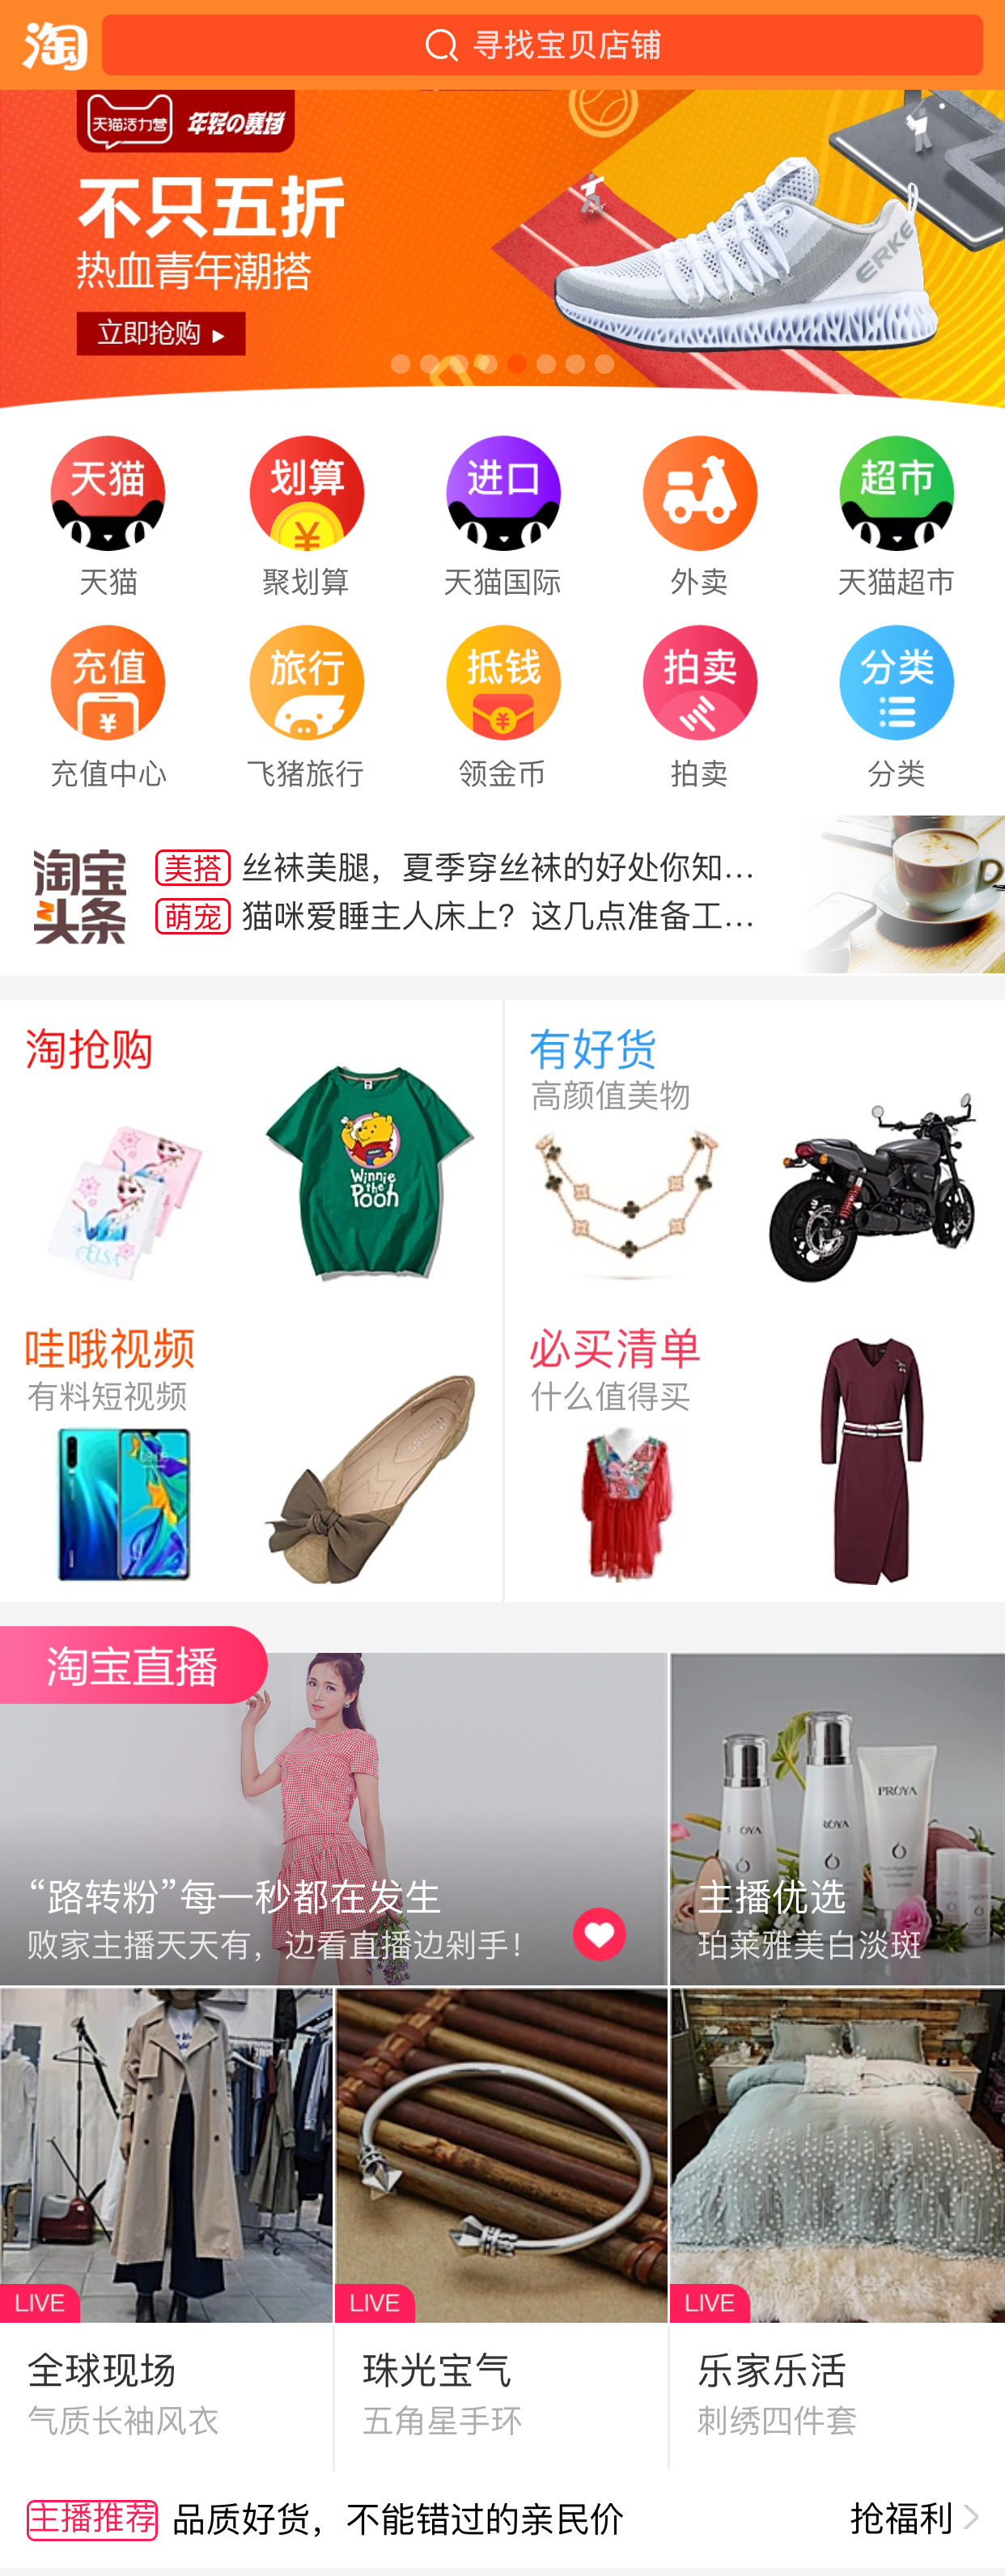 淘
寻找宝贝店铺
天猫活力营 年轻の赛场
不只五折
热血青年潮搭
立即抢购
ERKE
天猫 划算 进口 超市
¥
天猫 聚划算 天猫国际 外卖 天猫超市
充值 旅行 抵钱 拍卖 分类
¥ ¥
充值中心 飞猪旅行 领金币 拍卖 分类
淘宝头条
美搭 丝袜美腿，夏季穿丝袜的好处你知...
萌宠 猫咪爱睡主人床上？这几点准备工...
淘抢购
有好货
高颜值美物
Winnie
the
Pooh
ELSA
哇哦视频
有料短视频
必买清单
什么值得买
淘宝直播
PROYA
ROYA
ROYA
“路转粉”每一秒都在发生
败家主播天天有，边看直播边剁手！
主播优选
珀莱雅美白淡斑
LIVE LIVE LIVE
全球现场 珠光宝气 乐家乐活
气质长袖风衣 五角星手环 刺绣四件套
主播推荐 品质好货，不能错过的亲民价 抢福利